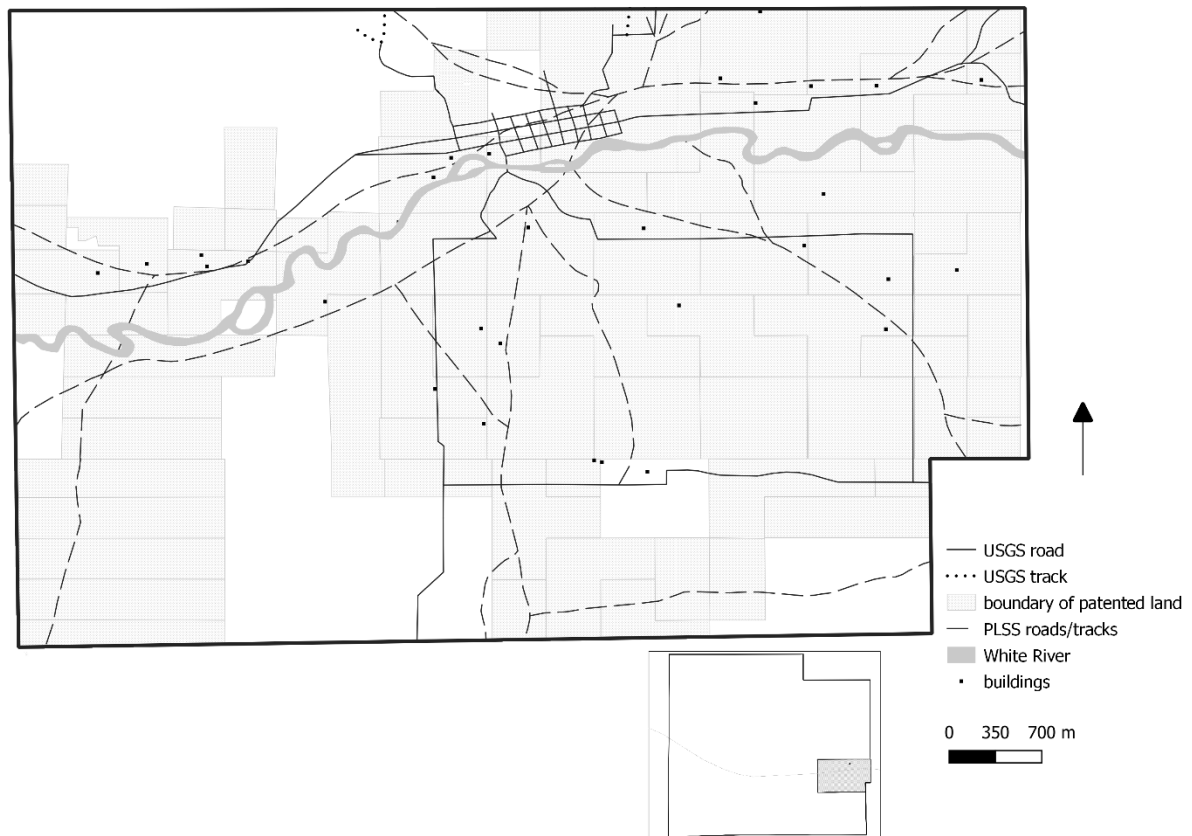 USGS road
USGS track
boundary of patented land
PLSS roads/tracks
White River
buildings
0 350 700 m